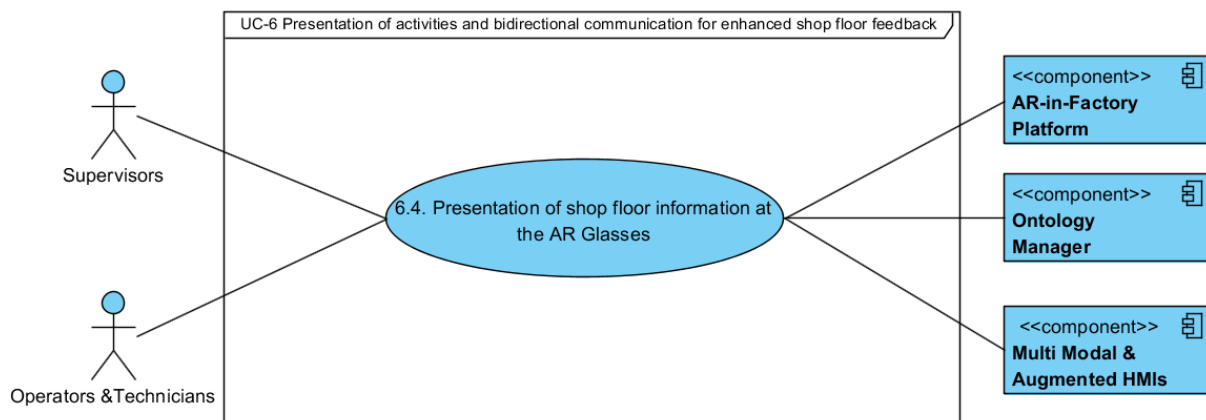 UC-6 Presentation of activities and bidirectional communication for enhanced shop floor feedback
Supervisors
Operators &Technicians
6.4. Presentation of shop floor information at
the AR Glasses
<<component>>
AR-in-Factory
Platform
<<component>>
Ontology
Manager
<<component>>
Multi Modal &
Augmented HMIs